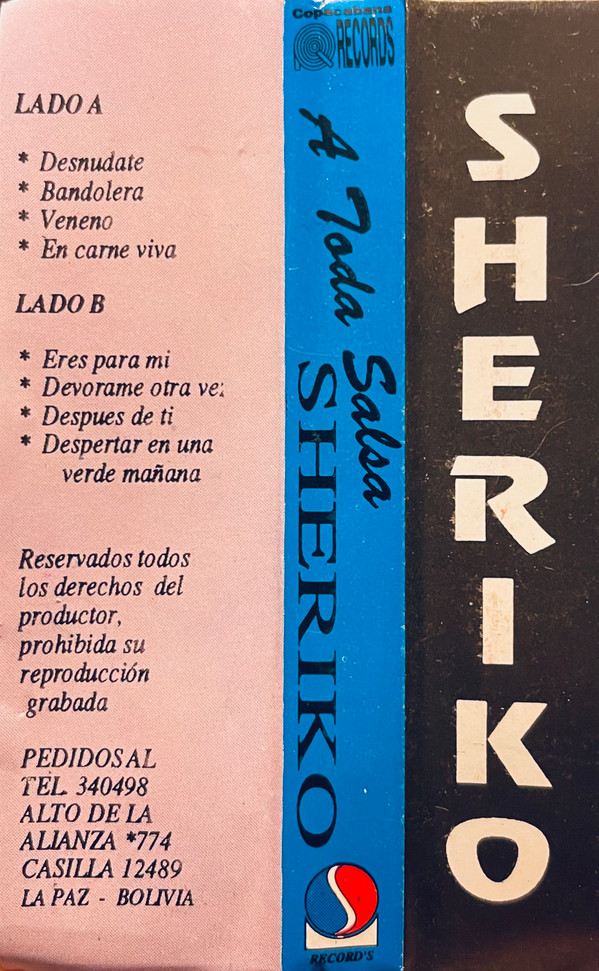 LADO A
* Desnudate
* Bandolera
* Veneno
* En carne viva
LADO B
* Eres para mi
* Devorame otra vez
* Despues de ti
* Despertar en una
verde mañana
Reservados todos
los derechos del
productor,
prohibida su
reproducción
grabada
PEDIDOS AL
TEL. 340498
ALTO DE LA
ALIANZA *774
CASILLA 12489
LA PAZ - BOLIVIA
Copacabana
RECORDS
A Toda Salsa
SHERIKO
RECORD'S
SHERIKO